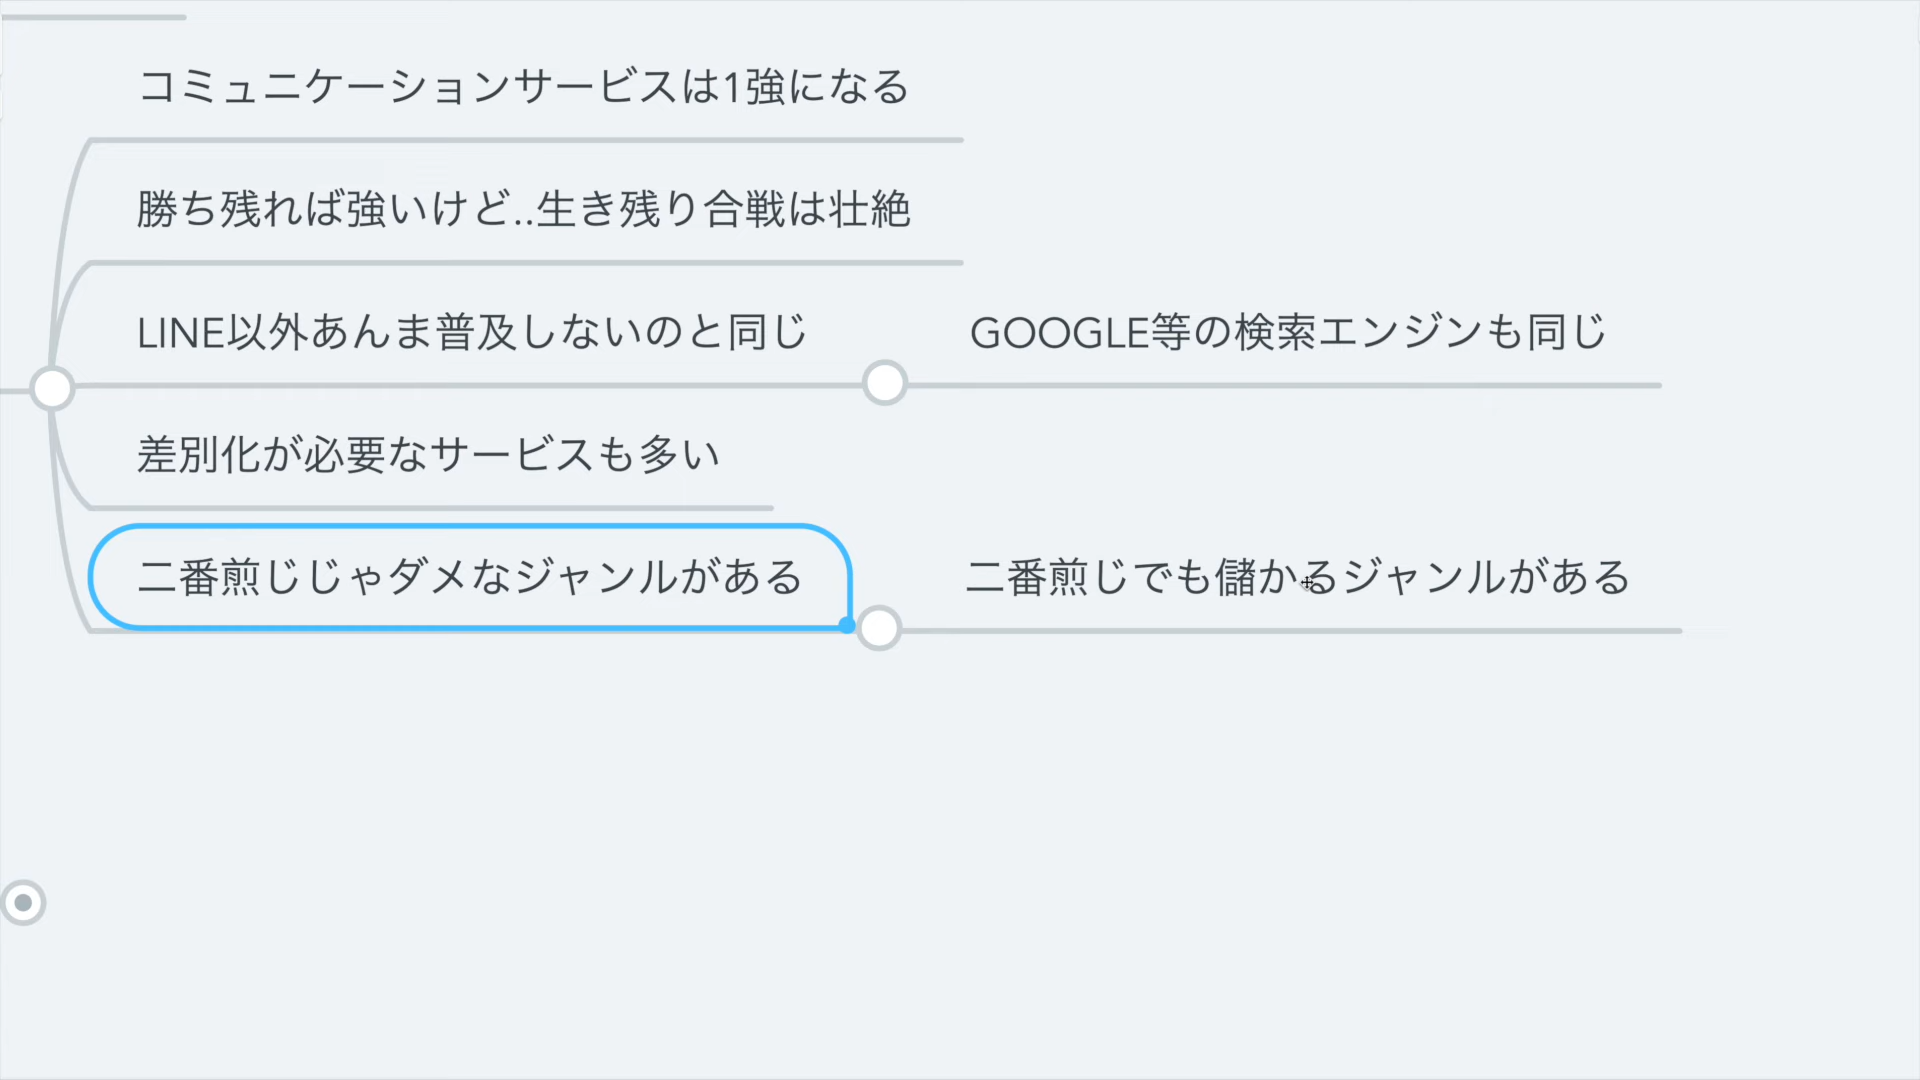 コミュニケーションサービスは1強になる
勝ち残れば強いけど..生き残り合戦は壮絶
LINE以外あんま普及しないのと同じ
GOOGLE等の検索エンジンも同じ
差別化が必要なサービスも多い
二番煎じじゃダメなジャンルがある
二番煎じでも儲かるジャンルがある